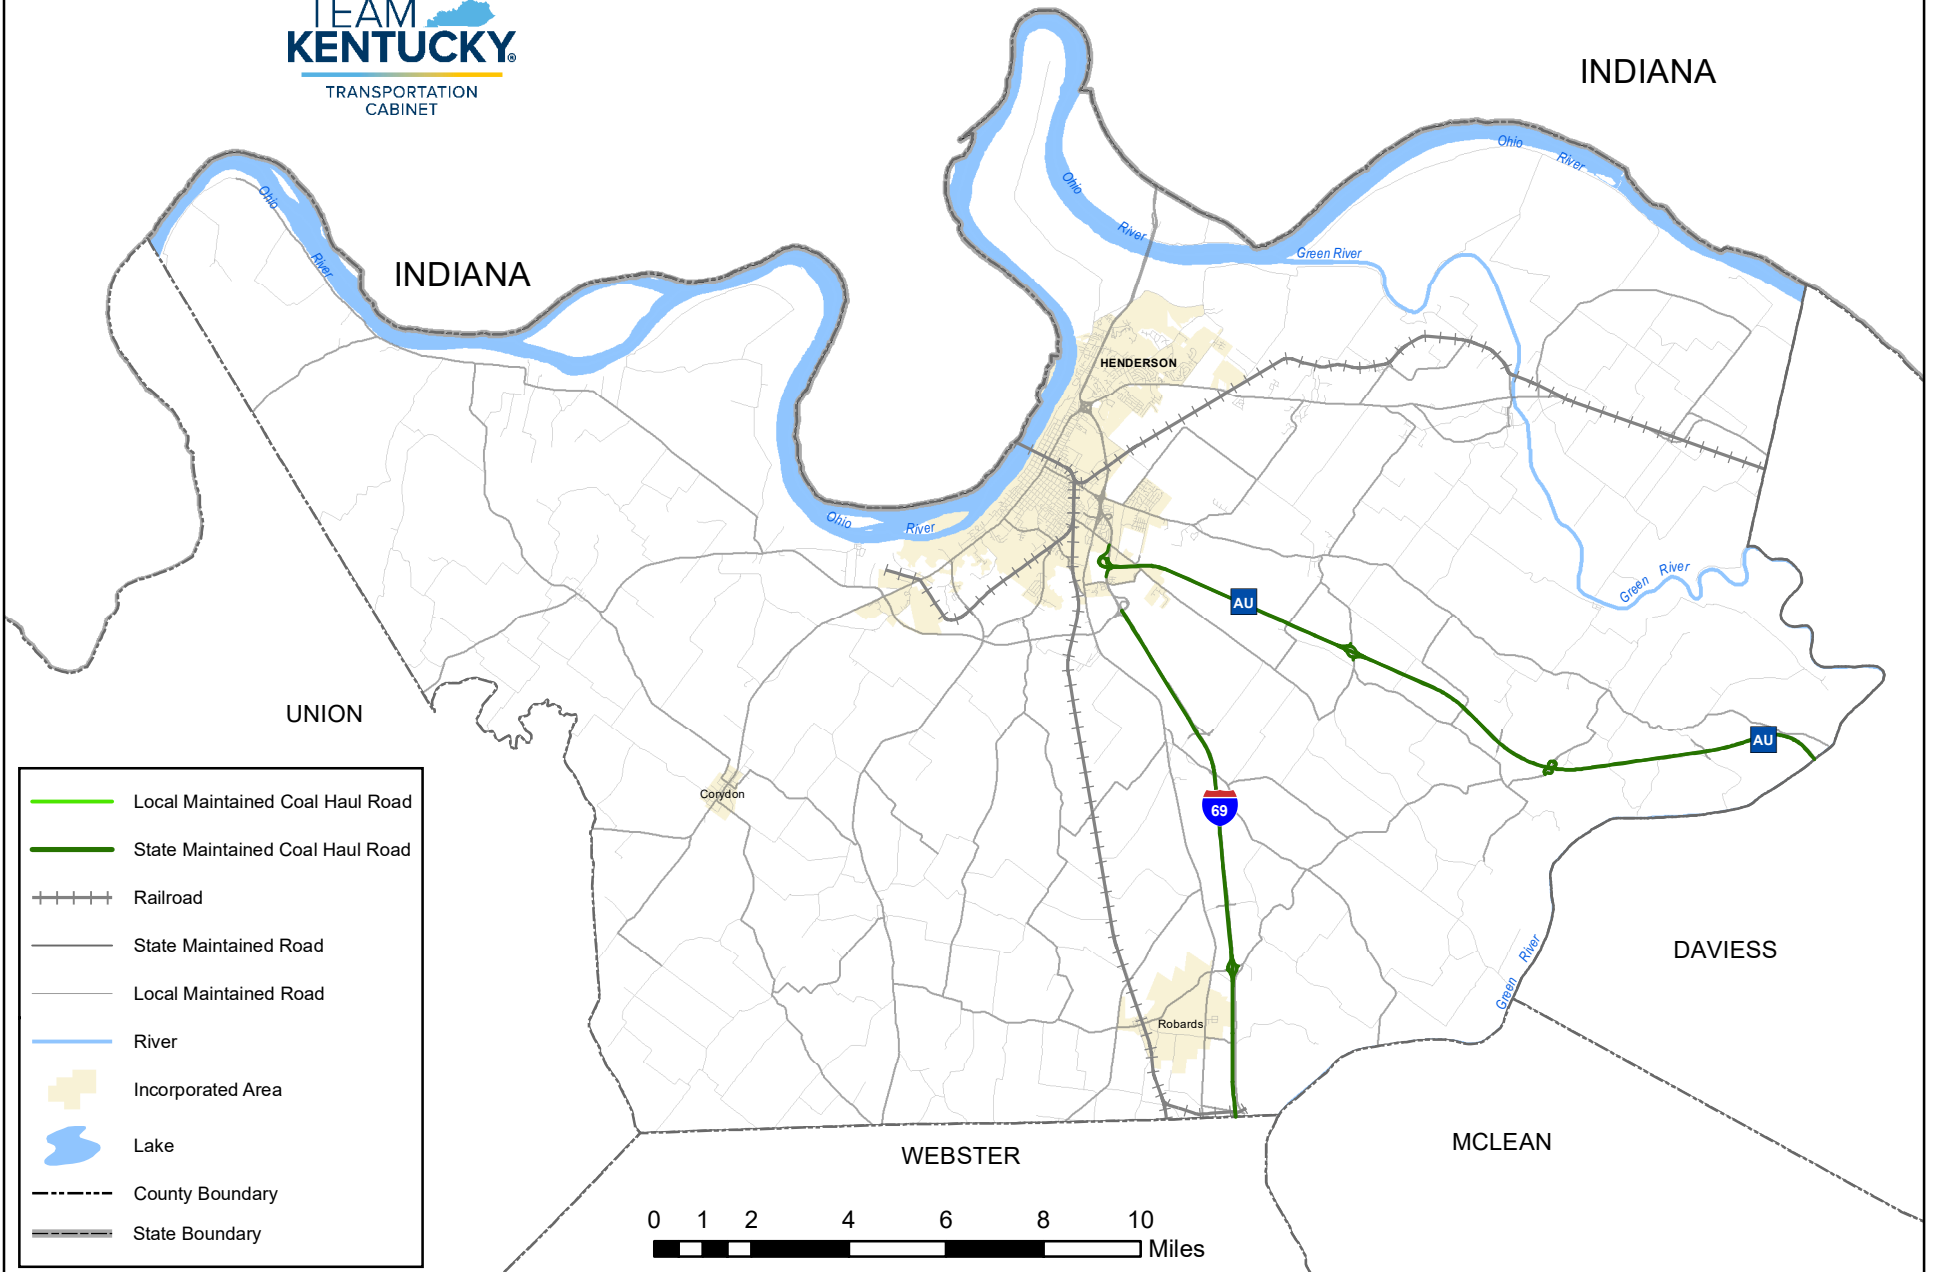 TEAM
KENTUCKY®
TRANSPORTATION
CABINET
INDIANA
INDIANA
Ohio
River
Ohio
River
Ohio
River
Green River
HENDERSON
Ohio
River
Green River
AU
AU
69
UNION
Corydon
Robards
Green River
DAVIESS
MCLEAN
WEBSTER
Local Maintained Coal Haul Road
State Maintained Coal Haul Road
Railroad
State Maintained Road
Local Maintained Road
River
Incorporated Area
Lake
County Boundary
State Boundary
0 1 2 4 6 8 10
Miles